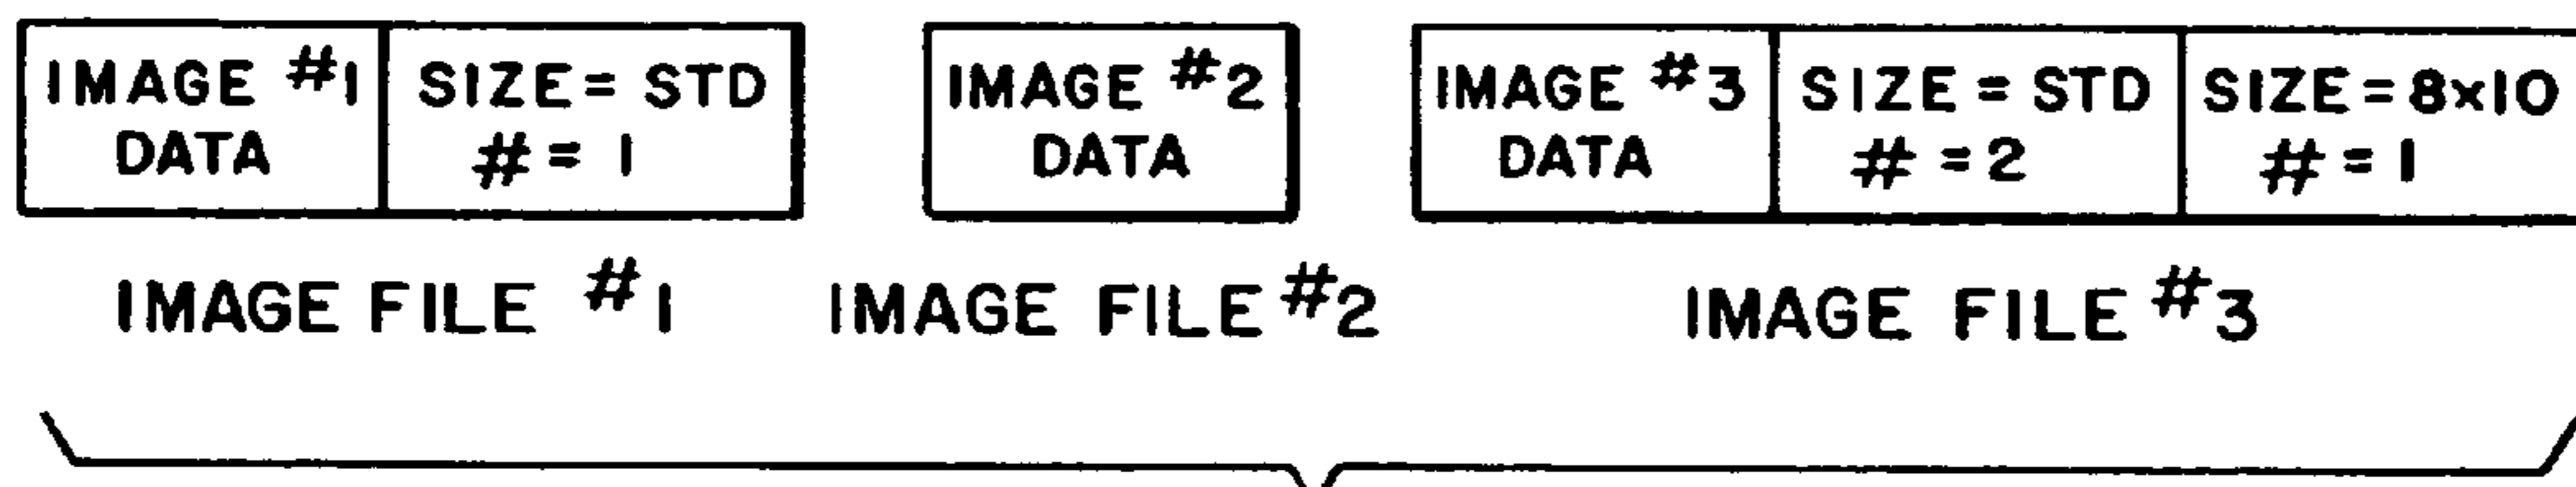 IMAGE #1
DATA
SIZE = STD
# = 1
IMAGE #2
DATA
IMAGE #3
DATA
SIZE = STD
# = 2
SIZE = 8x10
# = 1
IMAGE FILE #1
IMAGE FILE #2
IMAGE FILE #3